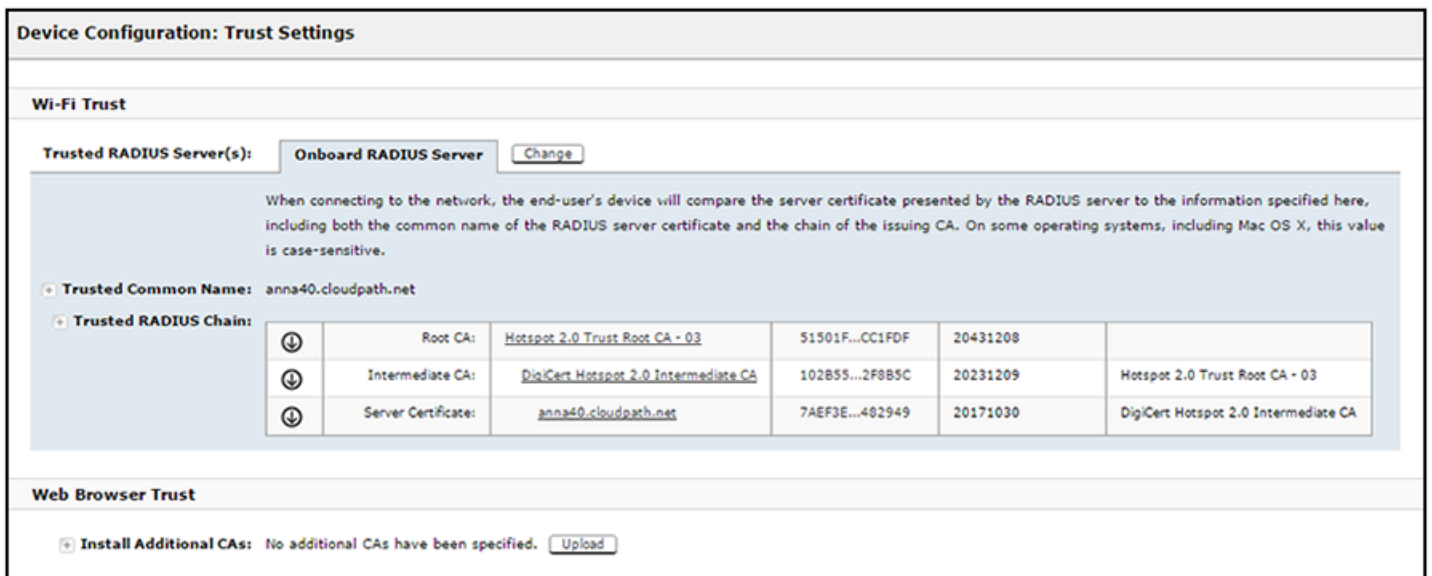 Device Configuration: Trust Settings
Wi-Fi Trust
Trusted RADIUS Server(s): Onboard RADIUS Server Change
When connecting to the network, the end-user's device will compare the server certificate presented by the RADIUS server to the information specified here,
including both the common name of the RADIUS server certificate and the chain of the issuing CA. On some operating systems, including Mac OS X, this value
is case-sensitive.
Trusted Common Name: anna40.cloudpath.net
Trusted RADIUS Chain:
Root CA: Hotspot 2.0 Trust Root CA - 03 51501F...CC1FDF 20431208
Intermediate CA: DigiCert Hotspot 2.0 Intermediate CA 102B55...2F8B5C 20231209 Hotspot 2.0 Trust Root CA - 03
Server Certificate: anna40.cloudpath.net 7AEF3E...482949 20171030 DigiCert Hotspot 2.0 Intermediate CA
Web Browser Trust
Install Additional CAs: No additional CAs have been specified. Upload